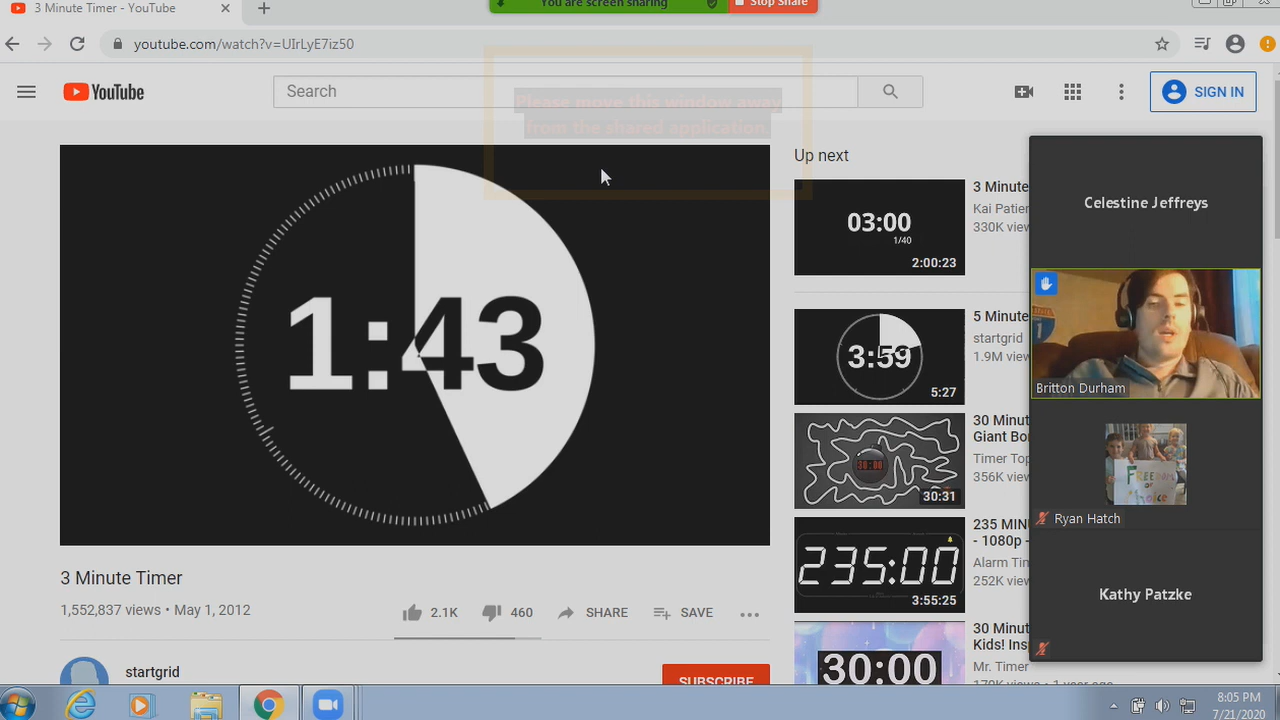 3 Minute Timer - YouTube
You are screen sharing
Stop Share
youtube.com/watch?v=UIrLyE7iz50
YouTube
Search
SIGN IN
Please move this window away
from the shared application.
1:43
Up next
03:00
1/40
2:00:23
3 Minute
Kai Patien
330K view
3:59
5:27
5 Minute
startgrid
1.9M view
30:00
30:31
30 Minut
Giant Bo
Timer Top
356K view
235:00
3:55:25
235 MIN
- 1080p -
Alarm Tim
252K view
30:00
30 Minut
Kids! Ins
Mr. Timer
Celestine Jeffreys
Britton Durham
FREEDOM
OF
CHOICE
Ryan Hatch
Kathy Patzke
3 Minute Timer
1,552,837 views • May 1, 2012
2.1K
460
SHARE
SAVE
startgrid
SUBSCRIBE
8:05 PM
7/21/2020